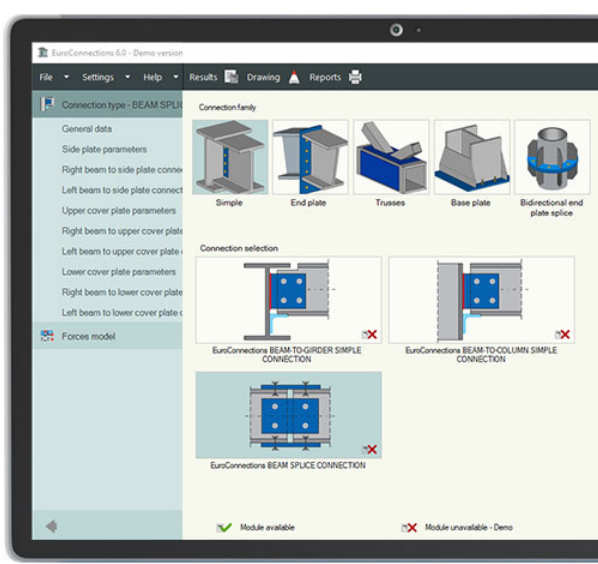 EuroConnections 6.0 - Demo version
File Settings Help Results Drawing Reports
Connection type - BEAM SPLIC
General data
Side plate parameters
Right beam to side plate connec
Left beam to side plate connect
Upper cover plate parameters
Right beam to upper cover plate
Left beam to upper cover plate c
Lower cover plate parameters
Right beam to lower cover plate
Left beam to lower cover plate c
Forces model
Connection family
Simple
End plate
Trusses
Base plate
Bidirectional end
plate splice
Connection selection
EuroConnections BEAM-TO-GIRDER SIMPLE
CONNECTION
EuroConnections BEAM-TO-COLUMN SIMPLE
CONNECTION
EuroConnections BEAM SPLICE CONNECTION
Module available
Module unavailable - Demo